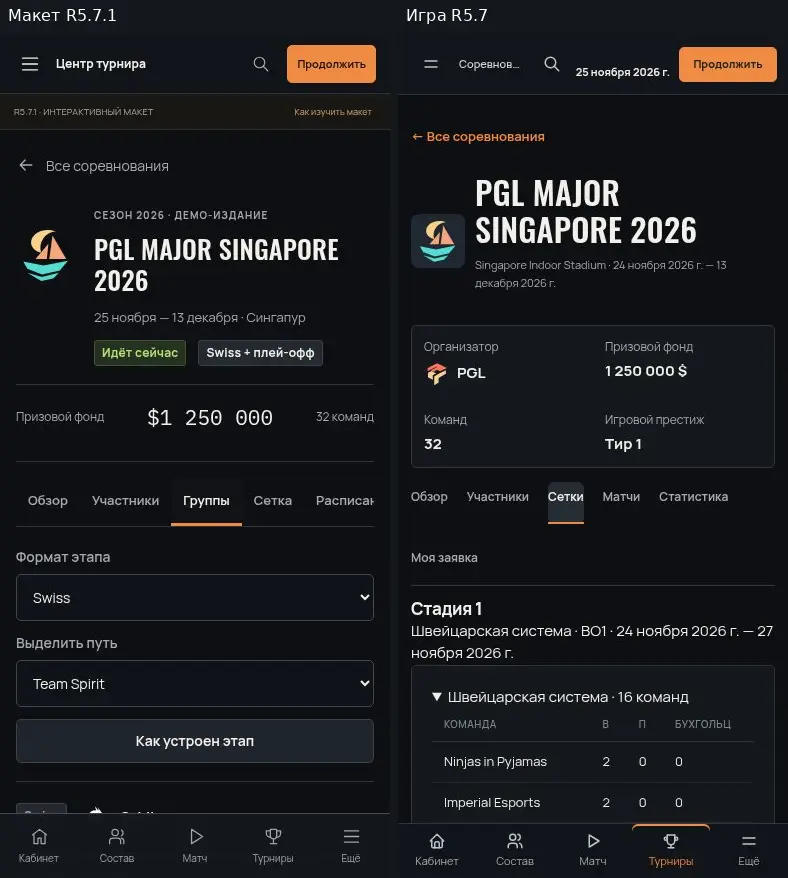 Макет R5.7.1
Центр турнира
Продолжить
R5.7.1 · ИНТЕРАКТИВНЫЙ МАКЕТ
Как изучить макет
← Все соревнования
СЕЗОН 2026 · ДЕМО-ИЗДАНИЕ
PGL MAJOR SINGAPORE
2026
25 ноября — 13 декабря · Сингапур
Идёт сейчас
Swiss + плей-офф
Призовой фонд
$1 250 000
32 команд
Обзор
Участники
Группы
Сетка
Расписан
Формат этапа
Swiss
Выделить путь
Team Spirit
Как устроен этап
Кабинет
Состав
Матч
Турниры
Ещё
Игра R5.7
Соревнов…
25 ноября 2026 г.
Продолжить
← Все соревнования
PGL MAJOR
SINGAPORE 2026
Singapore Indoor Stadium · 24 ноября 2026 г. — 13
декабря 2026 г.
Организатор
PGL
Призовой фонд
1 250 000 $
Команд
32
Игровой престиж
Тир 1
Обзор
Участники
Сетки
Матчи
Статистика
Моя заявка
Стадия 1
Швейцарская система · BO1 · 24 ноября 2026 г. — 27
ноября 2026 г.
▼ Швейцарская система · 16 команд
КОМАНДА В П БУХГОЛЬЦ
Ninjas in Pyjamas 2 0 0
Imperial Esports 2 0 0
Кабинет
Состав
Матч
Турниры
Ещё